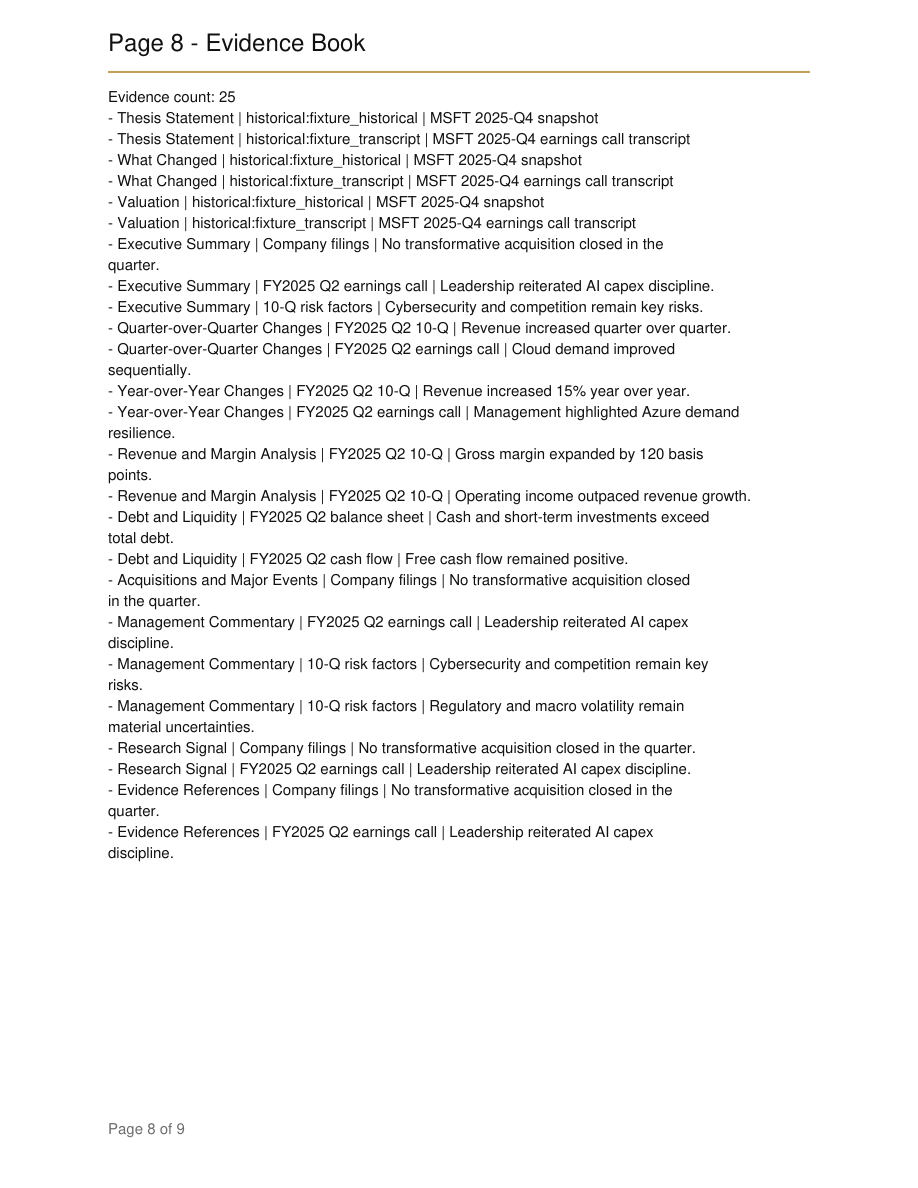 Page 8 - Evidence Book
Evidence count: 25
- Thesis Statement | historical:fixture_historical | MSFT 2025-Q4 snapshot
- Thesis Statement | historical:fixture_transcript | MSFT 2025-Q4 earnings call transcript
- What Changed | historical:fixture_historical | MSFT 2025-Q4 snapshot
- What Changed | historical:fixture_transcript | MSFT 2025-Q4 earnings call transcript
- Valuation | historical:fixture_historical | MSFT 2025-Q4 snapshot
- Valuation | historical:fixture_transcript | MSFT 2025-Q4 earnings call transcript
- Executive Summary | Company filings | No transformative acquisition closed in the
quarter.
- Executive Summary | FY2025 Q2 earnings call | Leadership reiterated AI capex discipline.
- Executive Summary | 10-Q risk factors | Cybersecurity and competition remain key risks.
- Quarter-over-Quarter Changes | FY2025 Q2 10-Q | Revenue increased quarter over quarter.
- Quarter-over-Quarter Changes | FY2025 Q2 earnings call | Cloud demand improved
sequentially.
- Year-over-Year Changes | FY2025 Q2 10-Q | Revenue increased 15% year over year.
- Year-over-Year Changes | FY2025 Q2 earnings call | Management highlighted Azure demand
resilience.
- Revenue and Margin Analysis | FY2025 Q2 10-Q | Gross margin expanded by 120 basis
points.
- Revenue and Margin Analysis | FY2025 Q2 10-Q | Operating income outpaced revenue growth.
- Debt and Liquidity | FY2025 Q2 balance sheet | Cash and short-term investments exceed
total debt.
- Debt and Liquidity | FY2025 Q2 cash flow | Free cash flow remained positive.
- Acquisitions and Major Events | Company filings | No transformative acquisition closed
in the quarter.
- Management Commentary | FY2025 Q2 earnings call | Leadership reiterated AI capex
discipline.
- Management Commentary | 10-Q risk factors | Cybersecurity and competition remain key
risks.
- Management Commentary | 10-Q risk factors | Regulatory and macro volatility remain
material uncertainties.
- Research Signal | Company filings | No transformative acquisition closed in the quarter.
- Research Signal | FY2025 Q2 earnings call | Leadership reiterated AI capex discipline.
- Evidence References | Company filings | No transformative acquisition closed in the
quarter.
- Evidence References | FY2025 Q2 earnings call | Leadership reiterated AI capex
discipline.
Page 8 of 9